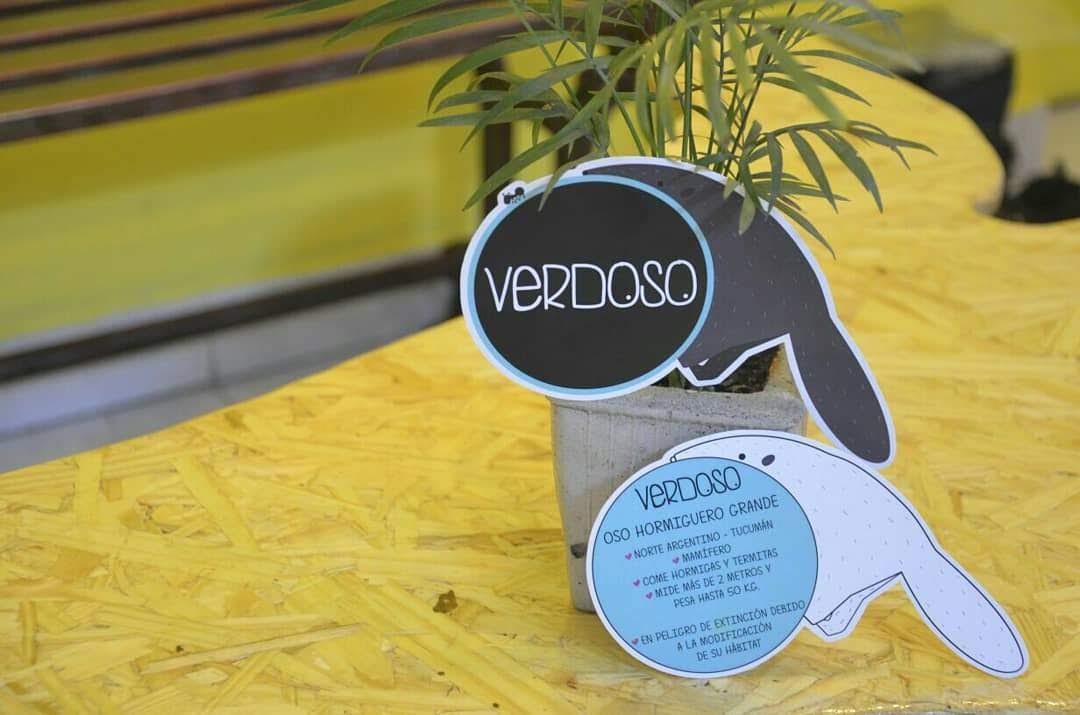 VERDOSO
VERDOSO
OSO HORMIGUERO GRANDE
NORTE ARGENTINO - TUCUMÁN
MAMÍFERO
COME HORMIGAS Y TERMITAS
MIDE MÁS DE 2 METROS Y
PESA HASTA 50 KG.
EN PELIGRO DE EXTINCIÓN DEBIDO
A LA MODIFICACIÓN
DE SU HÁBITAT